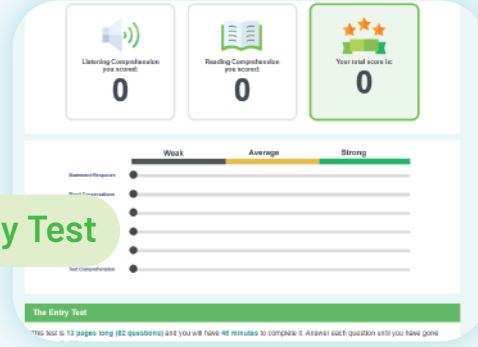 Listening Comprehension
you scored:
0
Reading Comprehension
you scored:
0
Your total score is:
0
Weak Average Strong
Statement-Response
Short Conversations
y Test
Text Comprehension
The Entry Test
This test is 13 pages long (82 questions) and you will have 45 minutes to complete it. Answer each question until you have gone